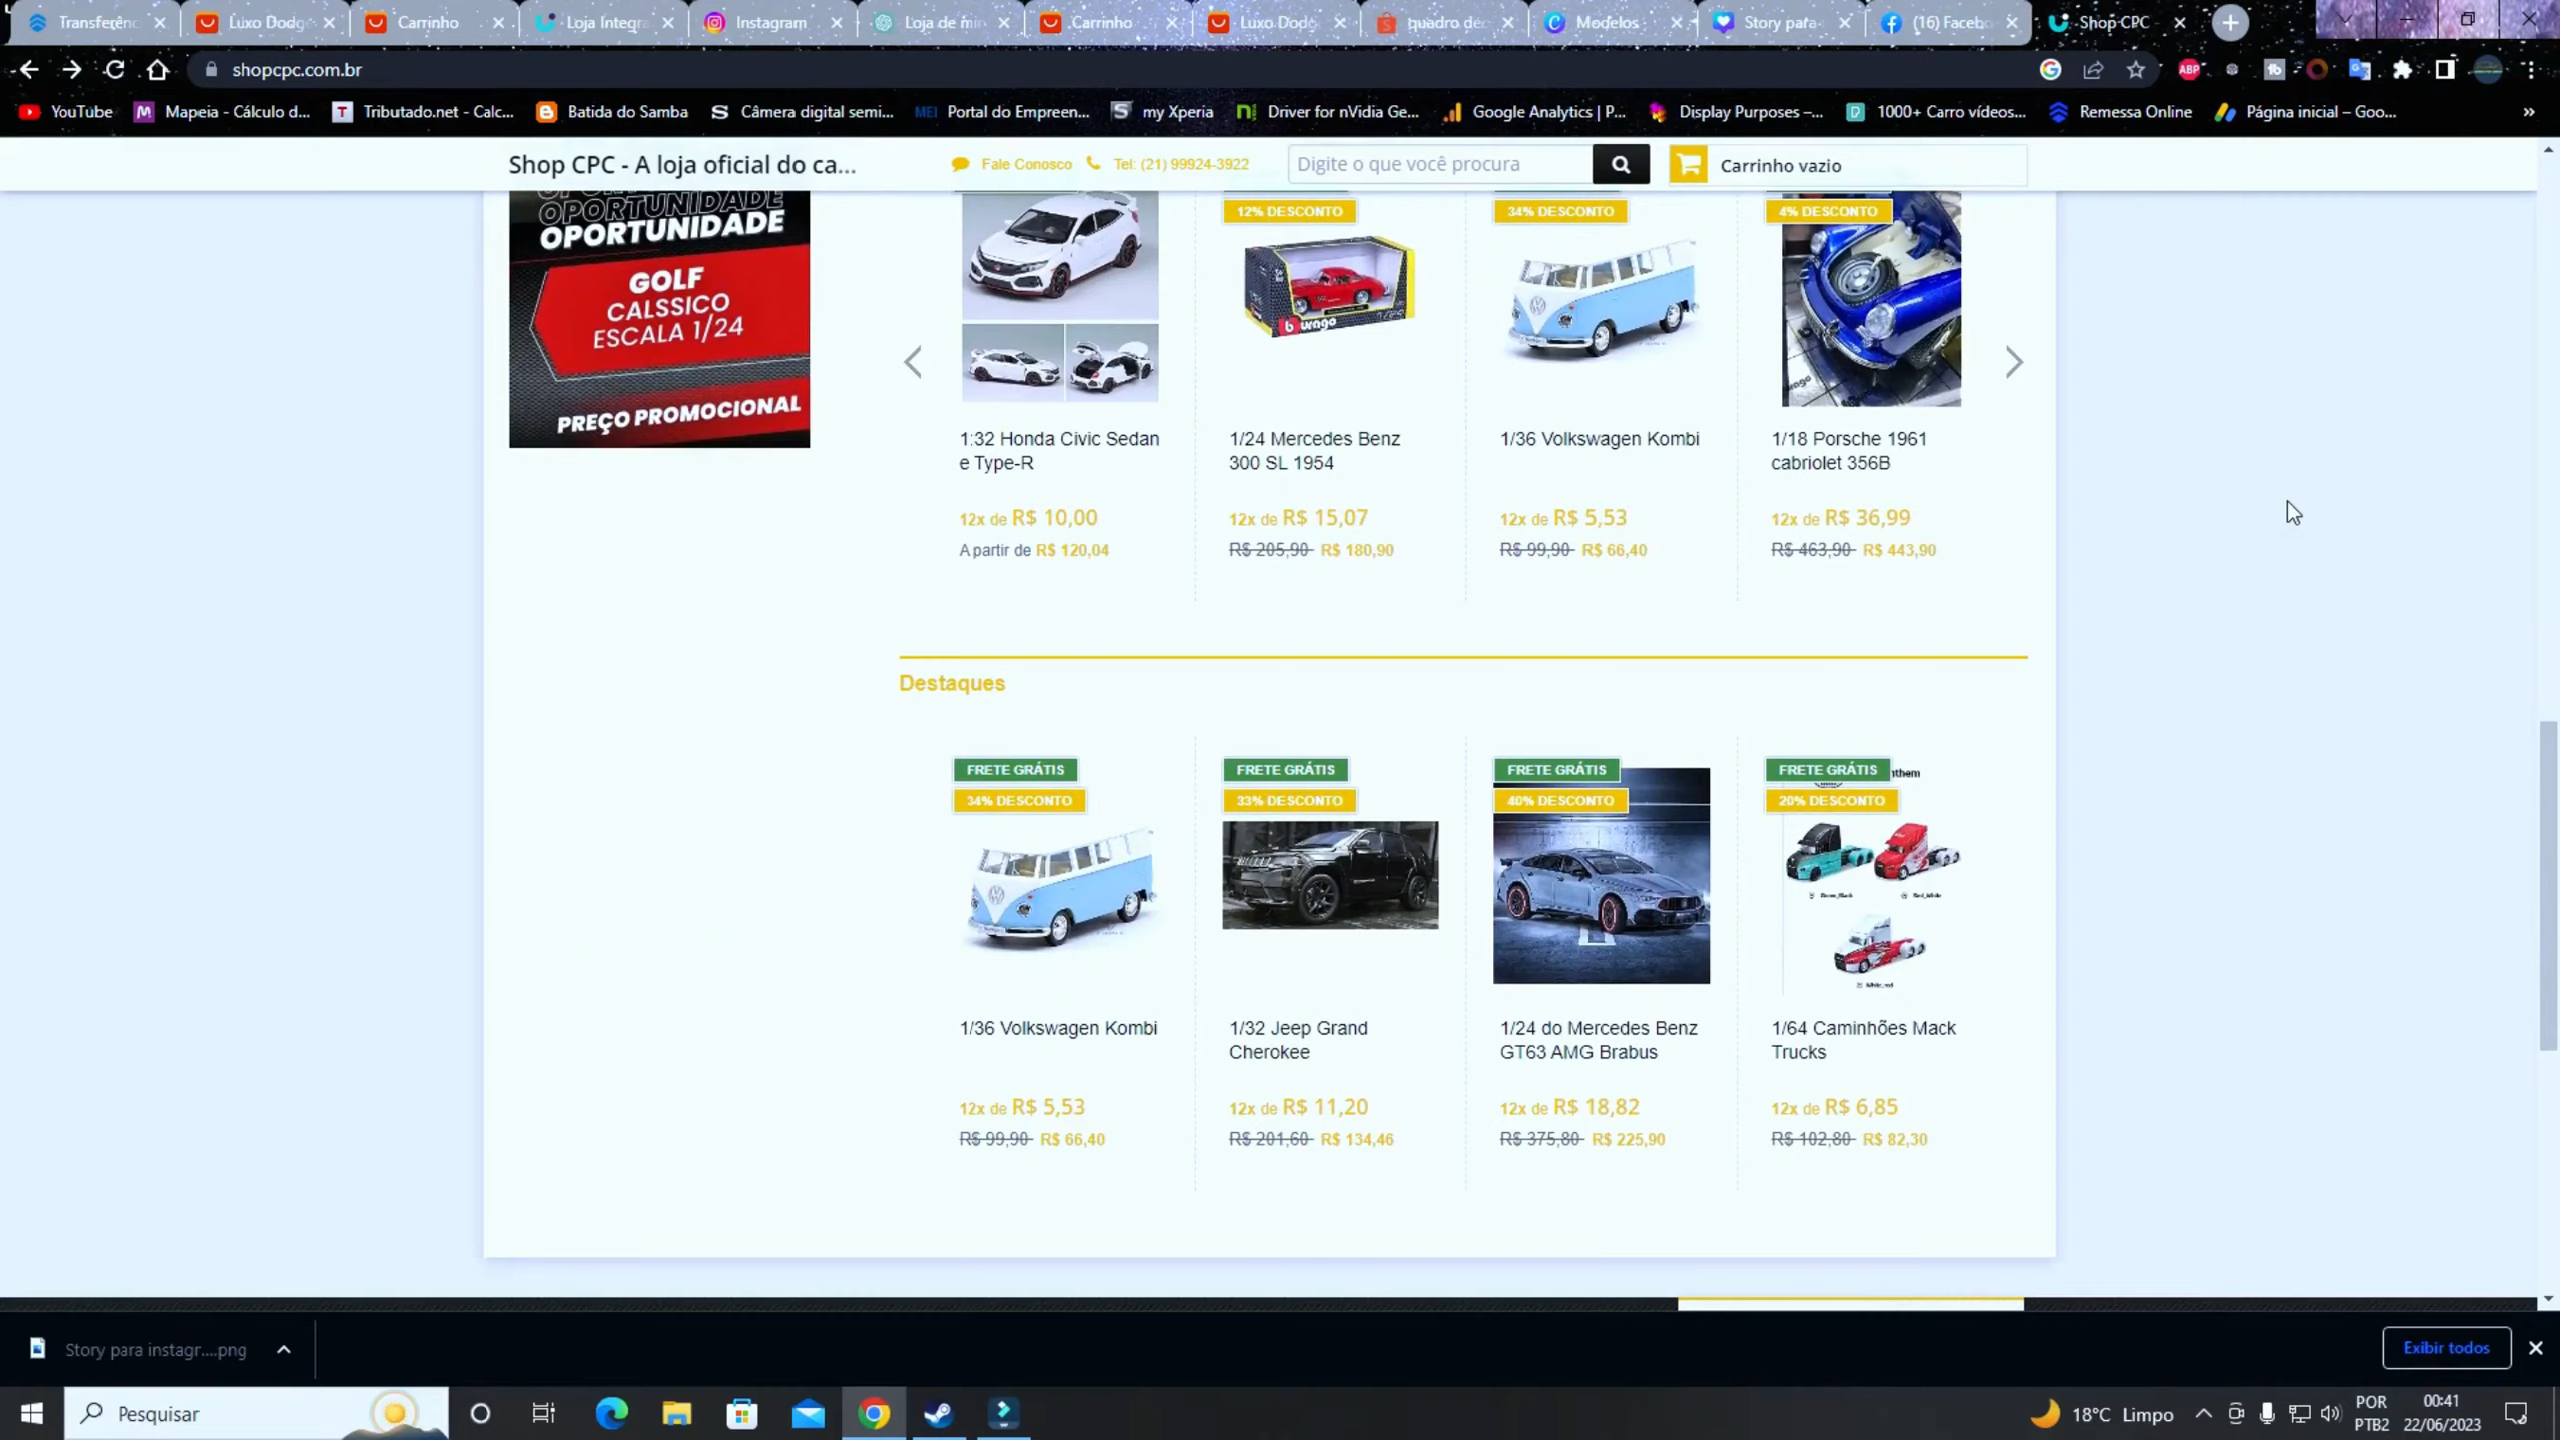 Transferênc
Luxo Dodg
Carrinho
Loja Integra
Instagram
Loja de min
Carrinho
Luxo Dodg
quadro dec
Modelos -
Story para
(16) Facebo
Shop CPC
shopcpc.com.br
YouTube
Mapeia - Cálculo d...
Tributado.net - Calc...
Batida do Samba
Câmera digital semi...
MEI Portal do Empreen...
my Xperia
Driver for nVidia Ge...
Google Analytics | P...
Display Purposes –...
1000+ Carro vídeos...
Remessa Online
Página inicial – Goo...
Shop CPC - A loja oficial do ca...
Fale Conosco
Tel: (21) 99924-3922
Digite o que você procura
Carrinho vazio
OPORTUNIDADE
OPORTUNIDADE
OPORTUNIDADE
GOLF
CALSSICO
ESCALA 1/24
PREÇO PROMOCIONAL
12% DESCONTO
34% DESCONTO
4% DESCONTO
burago
1:32 Honda Civic Sedan
e Type-R
12x de R$ 10,00
A partir de R$ 120,04
1/24 Mercedes Benz
300 SL 1954
12x de R$ 15,07
R$ 205,90 R$ 180,90
1/36 Volkswagen Kombi
12x de R$ 5,53
R$ 99,90 R$ 66,40
1/18 Porsche 1961
cabriolet 356B
12x de R$ 36,99
R$ 463,90 R$ 443,90
Destaques
FRETE GRÁTIS
34% DESCONTO
1/36 Volkswagen Kombi
12x de R$ 5,53
R$ 99,90 R$ 66,40
FRETE GRÁTIS
33% DESCONTO
1/32 Jeep Grand
Cherokee
12x de R$ 11,20
R$ 201,60 R$ 134,46
FRETE GRÁTIS
40% DESCONTO
1/24 do Mercedes Benz
GT63 AMG Brabus
12x de R$ 18,82
R$ 375,80 R$ 225,90
FRETE GRÁTIS
20% DESCONTO
1/64 Caminhões Mack
Trucks
12x de R$ 6,85
R$ 102,80 R$ 82,30
Story para instagr....png
Exibir todos
Pesquisar
18°C Limpo
POR
PTB2
00:41
22/06/2023